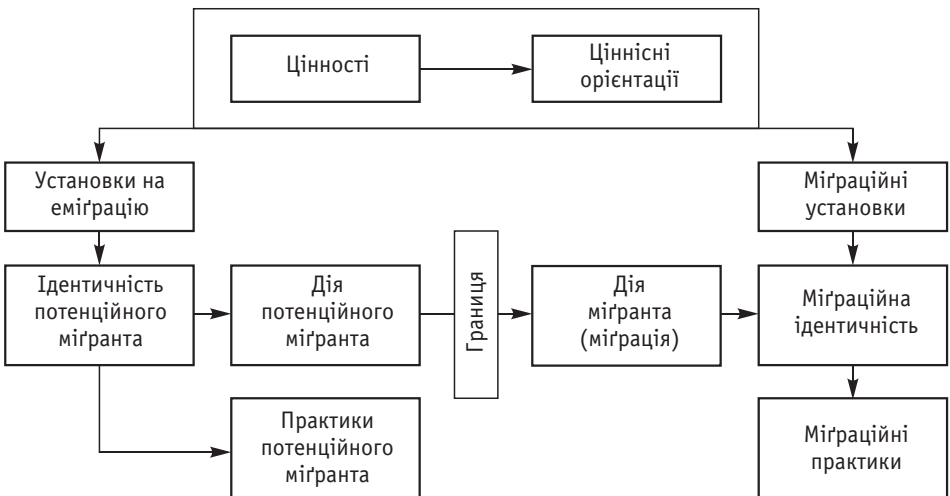 Цінності
Ціннісні
орієнтації
Установки на
еміґрацію
Міґраційні
установки
Ідентичність
потенційного
міґранта
Дія
потенційного
міґранта
Границя
Дія
міґранта
(міґрація)
Міґраційна
ідентичність
Практики
потенційного
міґранта
Міґраційні
практики